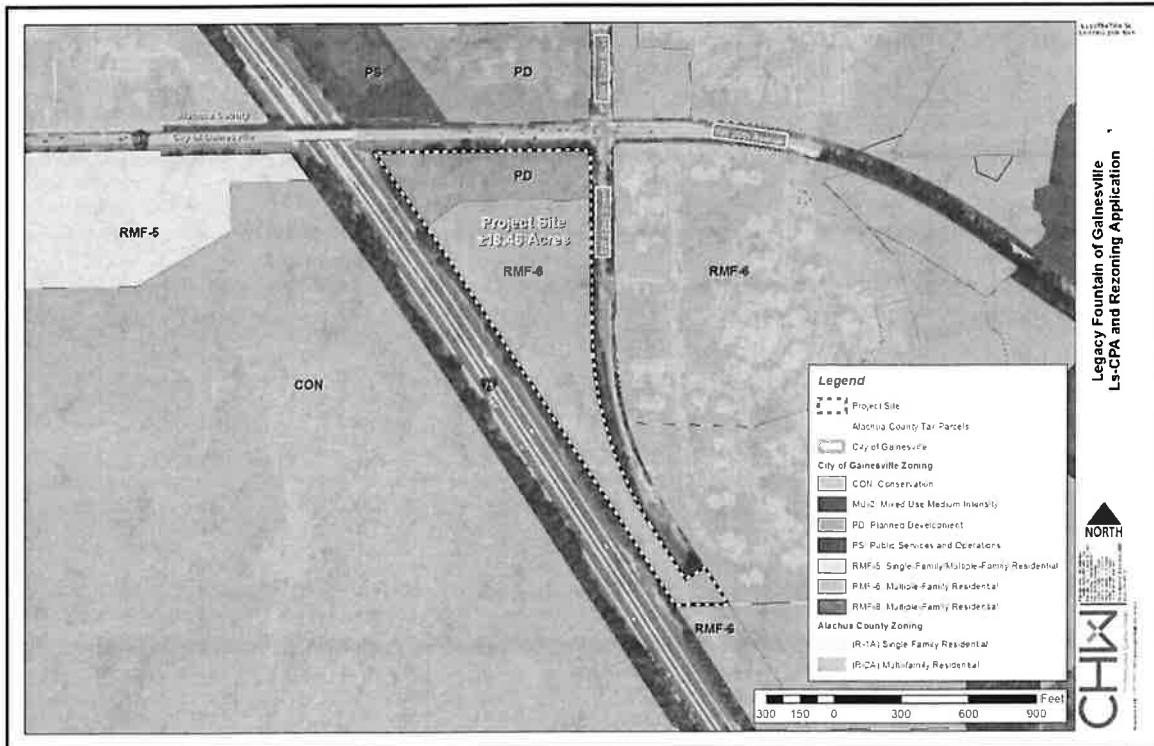 PS
PD
Alachua County
City of Gainesville
PD
RMF-5
Project Site
±18.46 Acres
RMF-6
RMF-6
CON
RMF-6
Legend
Project Site
Alachua County Tax Parcels
City of Gainesville
City of Gainesville Zoning
CON: Conservation
MU-2: Mixed Use Medium Intensity
PD: Planned Development
PS: Public Services and Operations
RMF-5: Single-Family/Multiple-Family Residential
RMF-6: Multiple-Family Residential
RMF-8: Multiple-Family Residential
Alachua County Zoning
(R-1A) Single Family Residential
(R-2A) Multifamily Residential
300 150 0 300 600 900
Feet
Legacy Fountain of Gainesville
Ls-CPA and Rezoning Application
NORTH
CHW